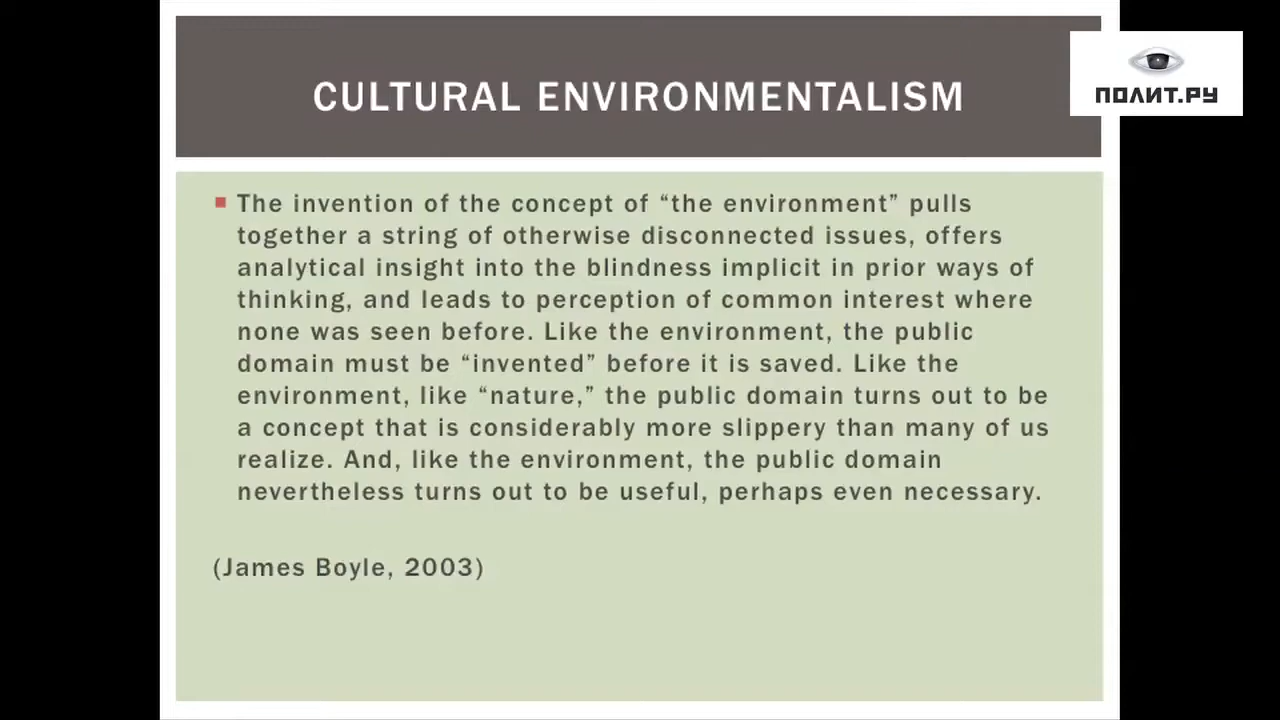 CULTURAL ENVIRONMENTALISM
ПОЛИТ.РУ
The invention of the concept of “the environment” pulls
together a string of otherwise disconnected issues, offers
analytical insight into the blindness implicit in prior ways of
thinking, and leads to perception of common interest where
none was seen before. Like the environment, the public
domain must be “invented” before it is saved. Like the
environment, like “nature,” the public domain turns out to be
a concept that is considerably more slippery than many of us
realize. And, like the environment, the public domain
nevertheless turns out to be useful, perhaps even necessary.
(James Boyle, 2003)